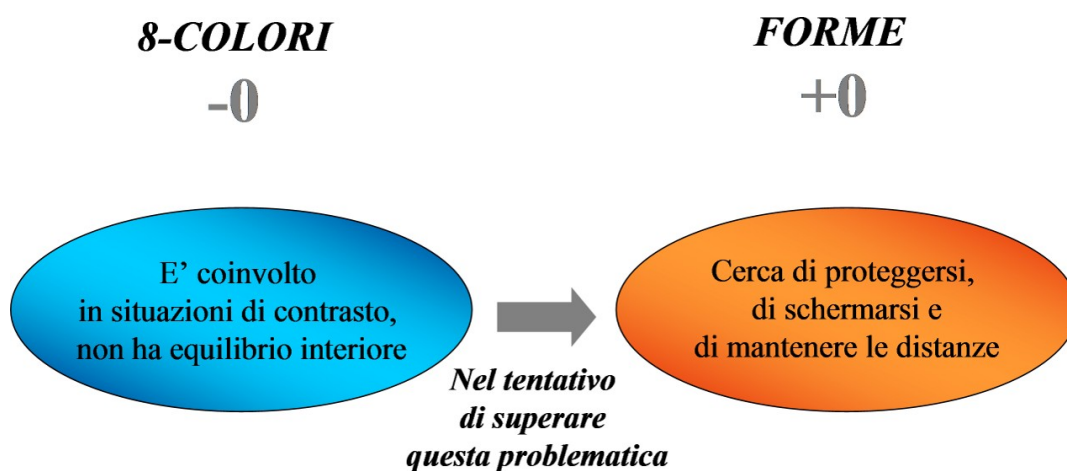 8-COLORI
FORME
-0
+0
E’ coinvolto
in situazioni di contrasto,
non ha equilibrio interiore
Nel tentativo
di superare
questa problematica
Cerca di proteggersi,
di schermarsi e
di mantenere le distanze